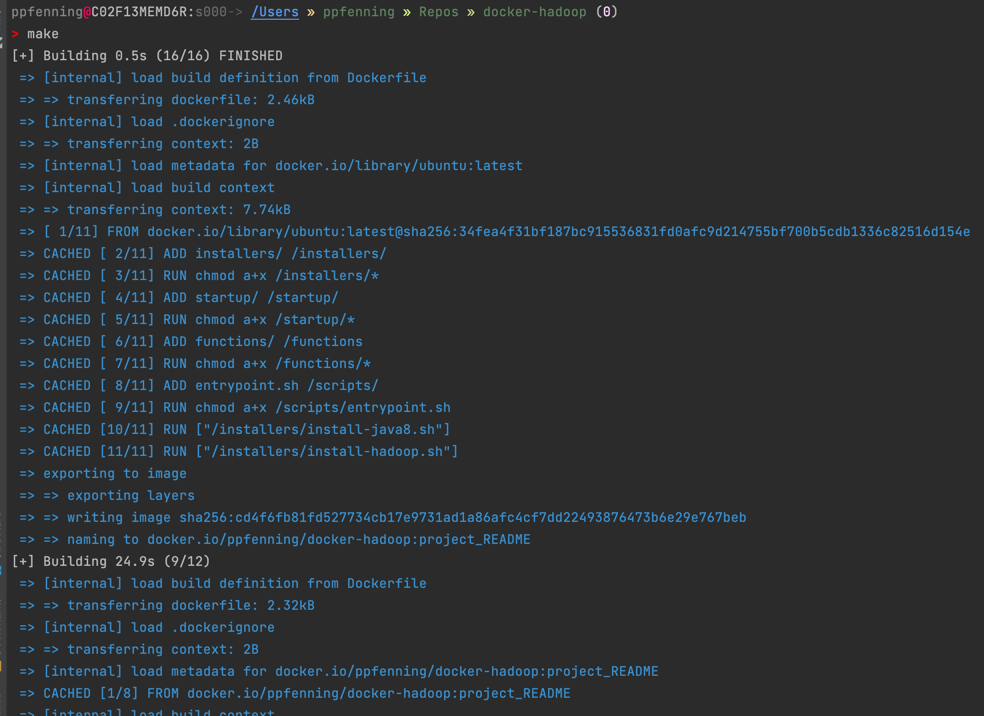 ppfenning@C02F13MEMD6R:s000-> /Users » ppfenning » Repos » docker-hadoop (0)
> make
[+] Building 0.5s (16/16) FINISHED
=> [internal] load build definition from Dockerfile
=> => transferring dockerfile: 2.46kB
=> [internal] load .dockerignore
=> => transferring context: 2B
=> [internal] load metadata for docker.io/library/ubuntu:latest
=> [internal] load build context
=> => transferring context: 7.74kB
=> [ 1/11] FROM docker.io/library/ubuntu:latest@sha256:34fea4f31bf187bc915536831fd0afc9d214755bf700b5cdb1336c82516d154e
=> CACHED [ 2/11] ADD installers/ /installers/
=> CACHED [ 3/11] RUN chmod a+x /installers/*
=> CACHED [ 4/11] ADD startup/ /startup/
=> CACHED [ 5/11] RUN chmod a+x /startup/*
=> CACHED [ 6/11] ADD functions/ /functions
=> CACHED [ 7/11] RUN chmod a+x /functions/*
=> CACHED [ 8/11] ADD entrypoint.sh /scripts/
=> CACHED [ 9/11] RUN chmod a+x /scripts/entrypoint.sh
=> CACHED [10/11] RUN ["/installers/install-java8.sh"]
=> CACHED [11/11] RUN ["/installers/install-hadoop.sh"]
=> exporting to image
=> => exporting layers
=> => writing image sha256:cd4f6fb81fd527734cb17e9731ad1a86afc4cf7dd22493876473b6e29e767beb
=> => naming to docker.io/ppfenning/docker-hadoop:project_README
[+] Building 24.9s (9/12)
=> [internal] load build definition from Dockerfile
=> => transferring dockerfile: 2.32kB
=> [internal] load .dockerignore
=> => transferring context: 2B
=> [internal] load metadata for docker.io/ppfenning/docker-hadoop:project_README
=> CACHED [1/8] FROM docker.io/ppfenning/docker-hadoop:project_README
=> [internal] load build context